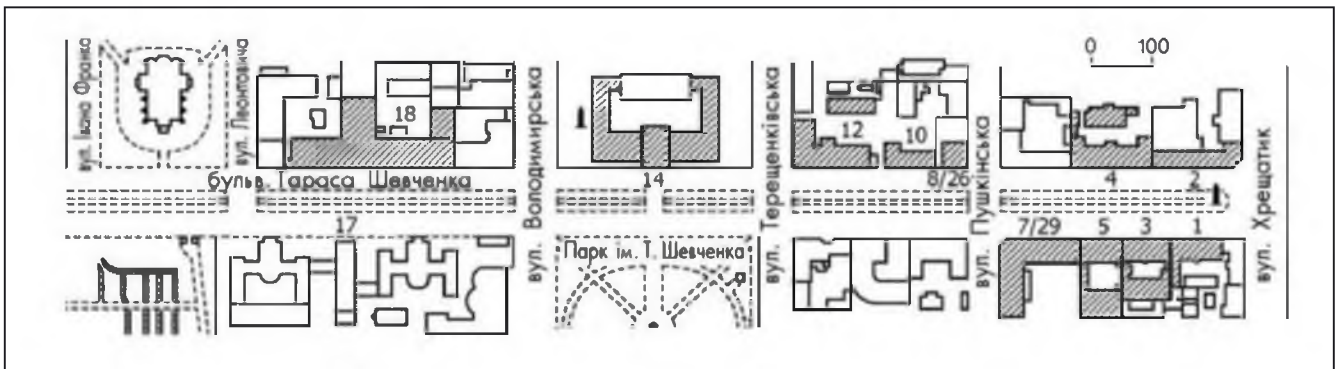 0 100
вул. Івана Франка
вул. Леонтовича
18
бульв. Тараса Шевченка
17
вул. Володимирська
14
Парк ім. Т. Шевченка
вул. Терещенківська
12
10
8/26
вул. Пушкінська
4
2
7/29
5
3
1
вул. Хрещатик